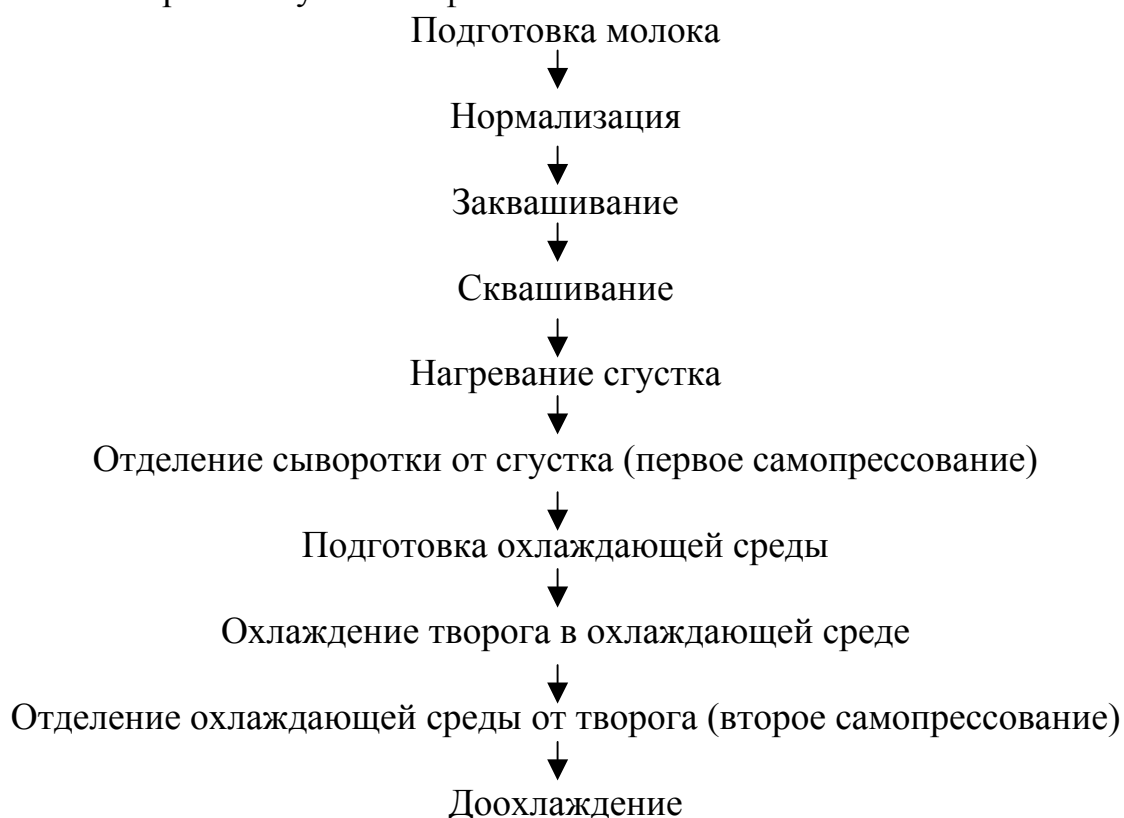 Подготовка молока
Нормализация
Заквашивание
Сквашивание
Нагревание сгустка
Отделение сыворотки от сгустка (первое самопрессование)
Подготовка охлаждающей среды
Охлаждение творога в охлаждающей среде
Отделение охлаждающей среды от творога (второе самопрессование)
Доохлаждение